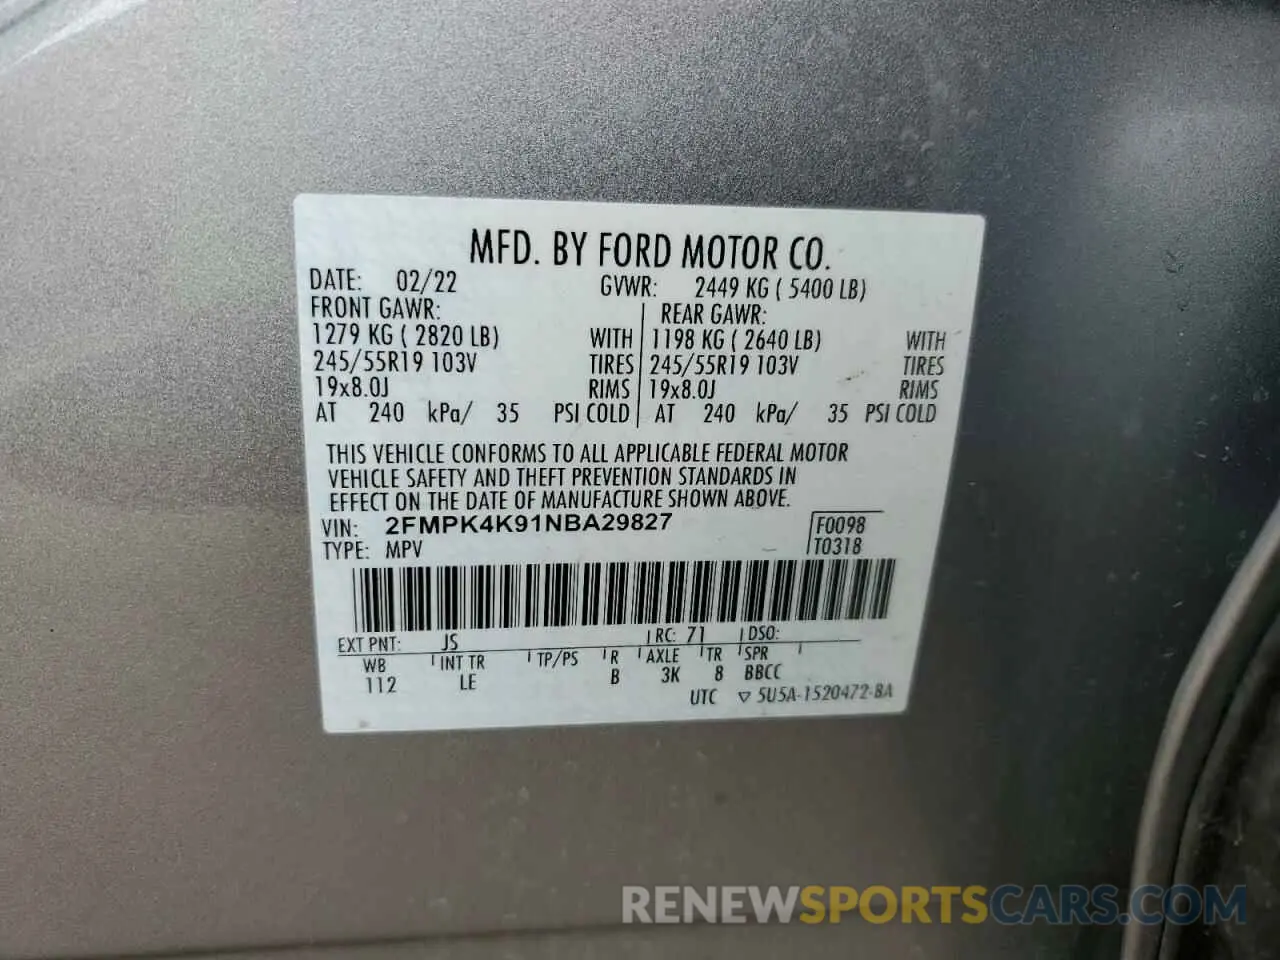 MFD. BY FORD MOTOR CO.
DATE: 02/22 GVWR: 2449 KG ( 5400 LB)
FRONT GAWR: REAR GAWR:
1279 KG ( 2820 LB) WITH 1198 KG ( 2640 LB) WITH
245/55R19 103V TIRES 245/55R19 103V TIRES
19x8.0J RIMS 19x8.0J RIMS
AT 240 kPa/ 35 PSI COLD AT 240 kPa/ 35 PSI COLD
THIS VEHICLE CONFORMS TO ALL APPLICABLE FEDERAL MOTOR
VEHICLE SAFETY AND THEFT PREVENTION STANDARDS IN
EFFECT ON THE DATE OF MANUFACTURE SHOWN ABOVE.
VIN: 2FMPK4K91NBA29827 F0098
TYPE: MPV T0318
EXT PNT: JS RC: 71 DSO:
WB INT TR TP/PS R AXLE TR SPR
112 LE B 3K 8 BBCC
UTC ▽ 5U5A-1520472-BA
RENEWSPORTSCARS.COM